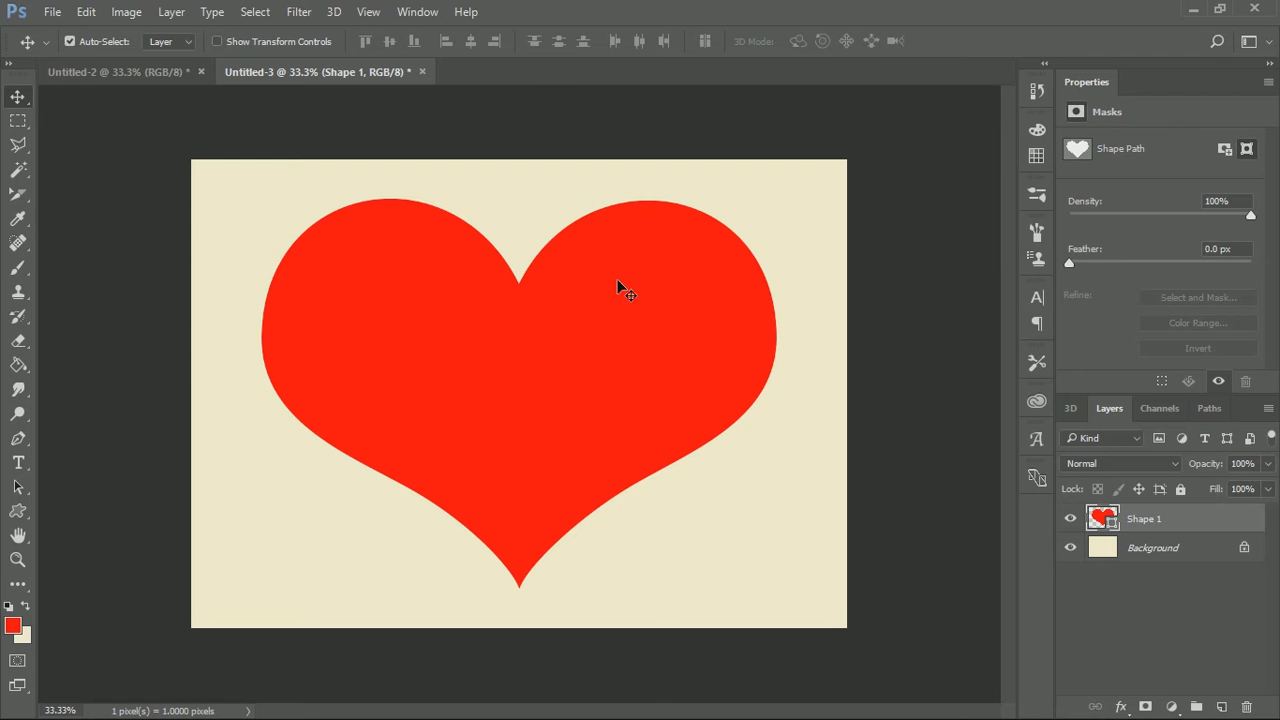 Ps File Edit Image Layer Type Select Filter 3D View Window Help
Auto-Select: Layer Show Transform Controls 3D Mode:
Untitled-2 @ 33.3% (RGB/8) * × Untitled-3 @ 33.3% (Shape 1, RGB/8) * ×
Properties
Masks
Shape Path
Density: 100%
Feather: 0.0 px
Refine: Select and Mask...
Color Range...
Invert
3D Layers Channels Paths
Kind
Normal Opacity: 100%
Lock: Fill: 100%
Shape 1
Background
fx
33.33% 1 pixel(s) = 1.0000 pixels